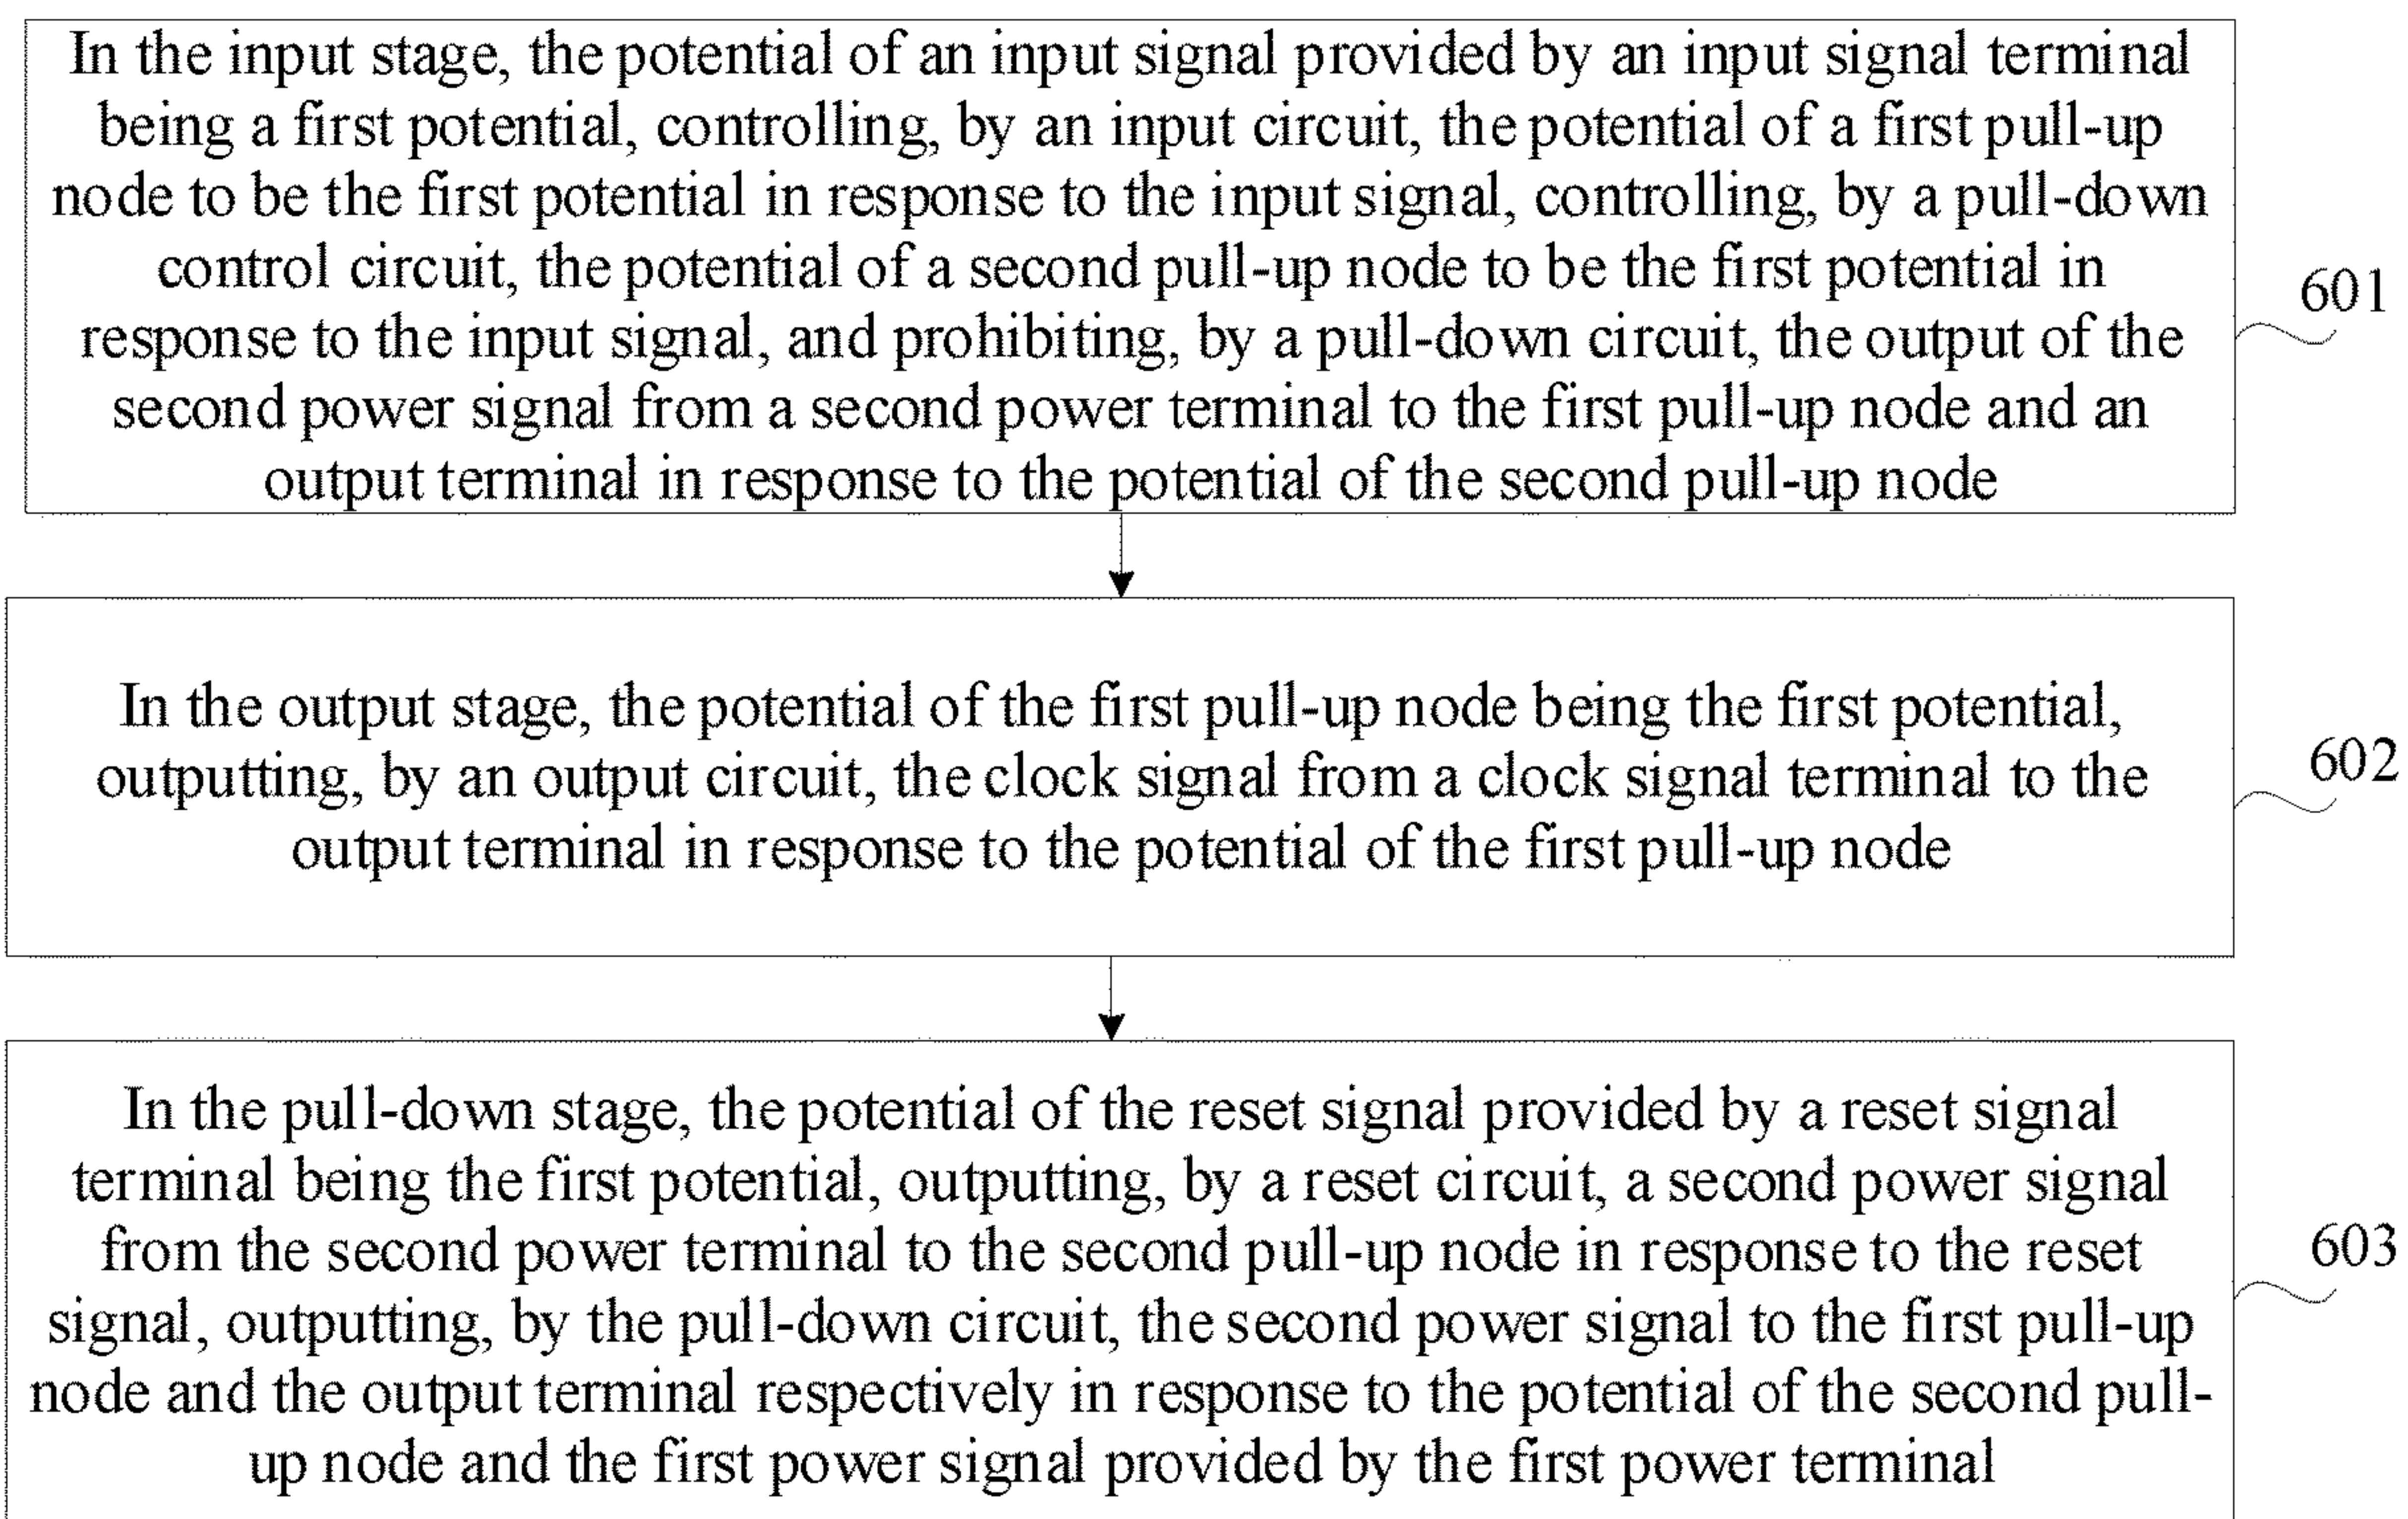 In the input stage, the potential of an input signal provided by an input signal terminal
being a first potential, controlling, by an input circuit, the potential of a first pull-up
node to be the first potential in response to the input signal, controlling, by a pull-down
control circuit, the potential of a second pull-up node to be the first potential in
response to the input signal, and prohibiting, by a pull-down circuit, the output of the
second power signal from a second power terminal to the first pull-up node and an
output terminal in response to the potential of the second pull-up node
601
In the output stage, the potential of the first pull-up node being the first potential,
outputting, by an output circuit, the clock signal from a clock signal terminal to the
output terminal in response to the potential of the first pull-up node
602
In the pull-down stage, the potential of the reset signal provided by a reset signal
terminal being the first potential, outputting, by a reset circuit, a second power signal
from the second power terminal to the second pull-up node in response to the reset
signal, outputting, by the pull-down circuit, the second power signal to the first pull-up
node and the output terminal respectively in response to the potential of the second pull-
up node and the first power signal provided by the first power terminal
603